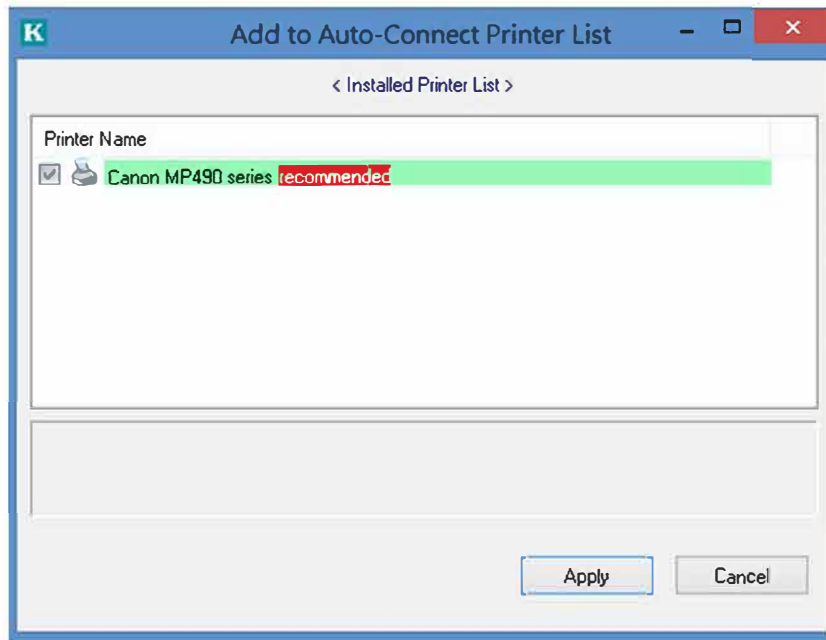 K
Add to Auto-Connect Printer List
< Installed Printer List >
Printer Name
Canon MP490 series recommended
Apply Cancel